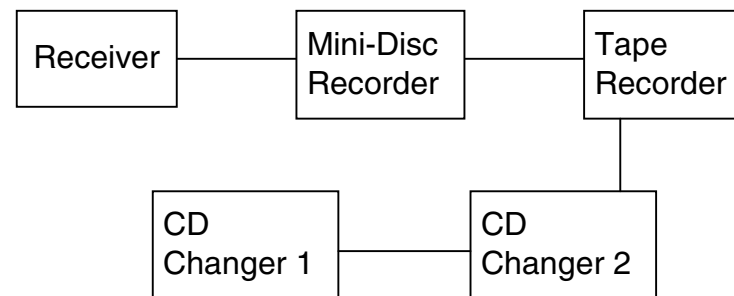 Receiver
Mini-Disc
Recorder
Tape
Recorder
CD
Changer 1
CD
Changer 2